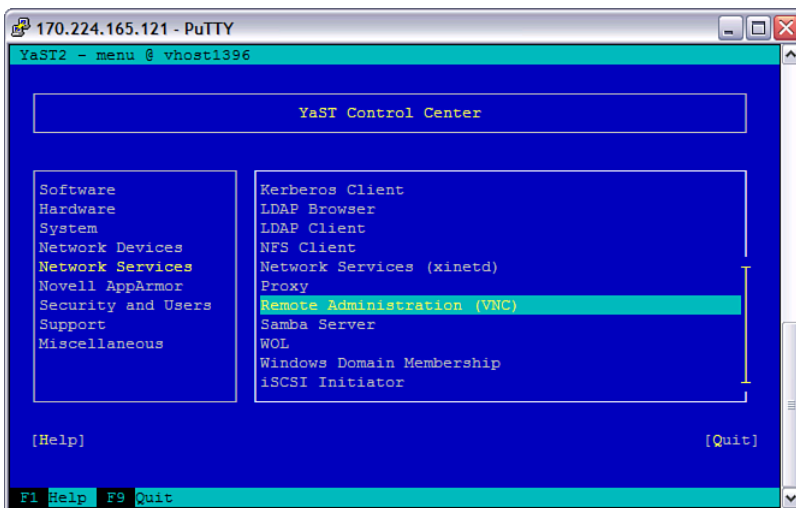 170.224.165.121 - PuTTY
YaST2 - menu @ vhost1396
YaST Control Center
Software
Hardware
System
Network Devices
Network Services
Novell AppArmor
Security and Users
Support
Miscellaneous
Kerberos Client
LDAP Browser
LDAP Client
NFS Client
Network Services (xinetd)
Proxy
Remote Administration (VNC)
Samba Server
WOL
Windows Domain Membership
iSCSI Initiator
[Help] [Quit]
F1 Help F9 Quit